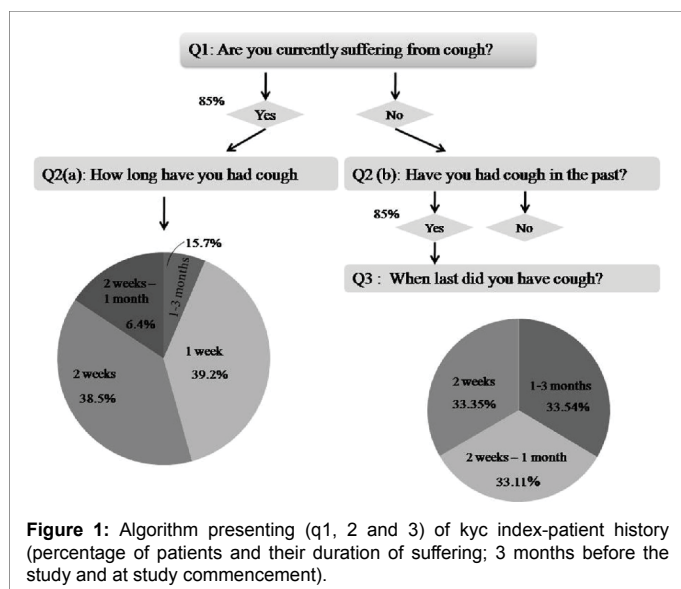 Q1: Are you currently suffering from cough?
85%
Yes
No
Q2(a): How long have you had cough
Q2 (b): Have you had cough in the past?
85%
Yes
No
Q3 : When last did you have cough?
15.7%
1-3 months
2 weeks –
1 month
6.4%
1 week
39.2%
2 weeks
38.5%
2 weeks
33.35%
1-3 months
33.54%
2 weeks – 1 month
33.11%
Figure 1: Algorithm presenting (q1, 2 and 3) of kyc index-patient history
(percentage of patients and their duration of suffering; 3 months before the
study and at study commencement).